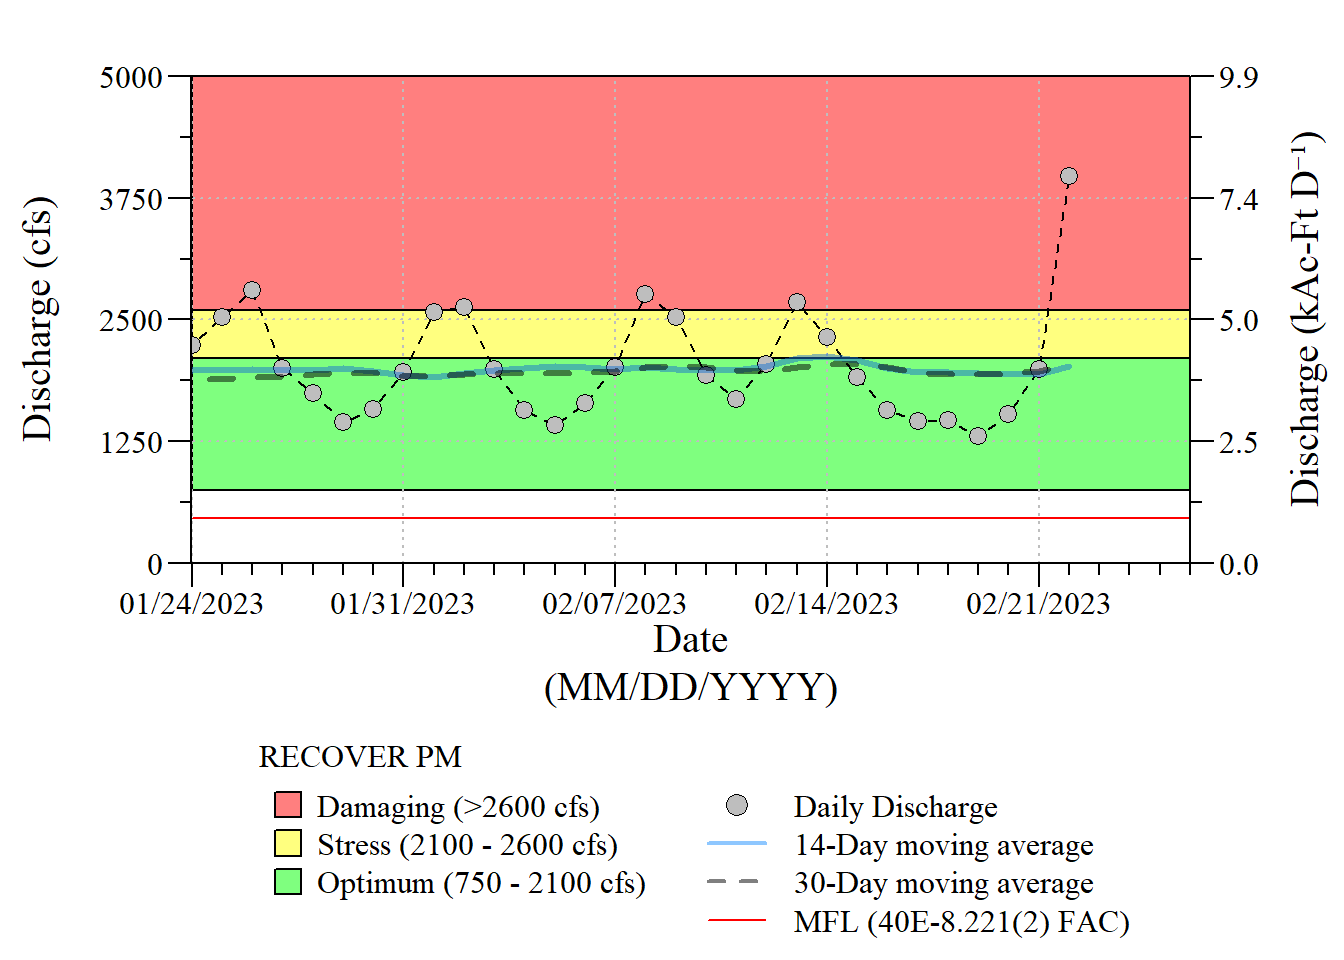 5000
3750
2500
1250
0
9.9
7.4
5.0
2.5
0.0
Discharge (cfs)
Discharge (kAc-Ft D⁻¹)
01/24/2023 01/31/2023 02/07/2023 02/14/2023 02/21/2023
Date
(MM/DD/YYYY)
RECOVER PM
Damaging (>2600 cfs)
Stress (2100 - 2600 cfs)
Optimum (750 - 2100 cfs)
Daily Discharge
14-Day moving average
30-Day moving average
MFL (40E-8.221(2) FAC)